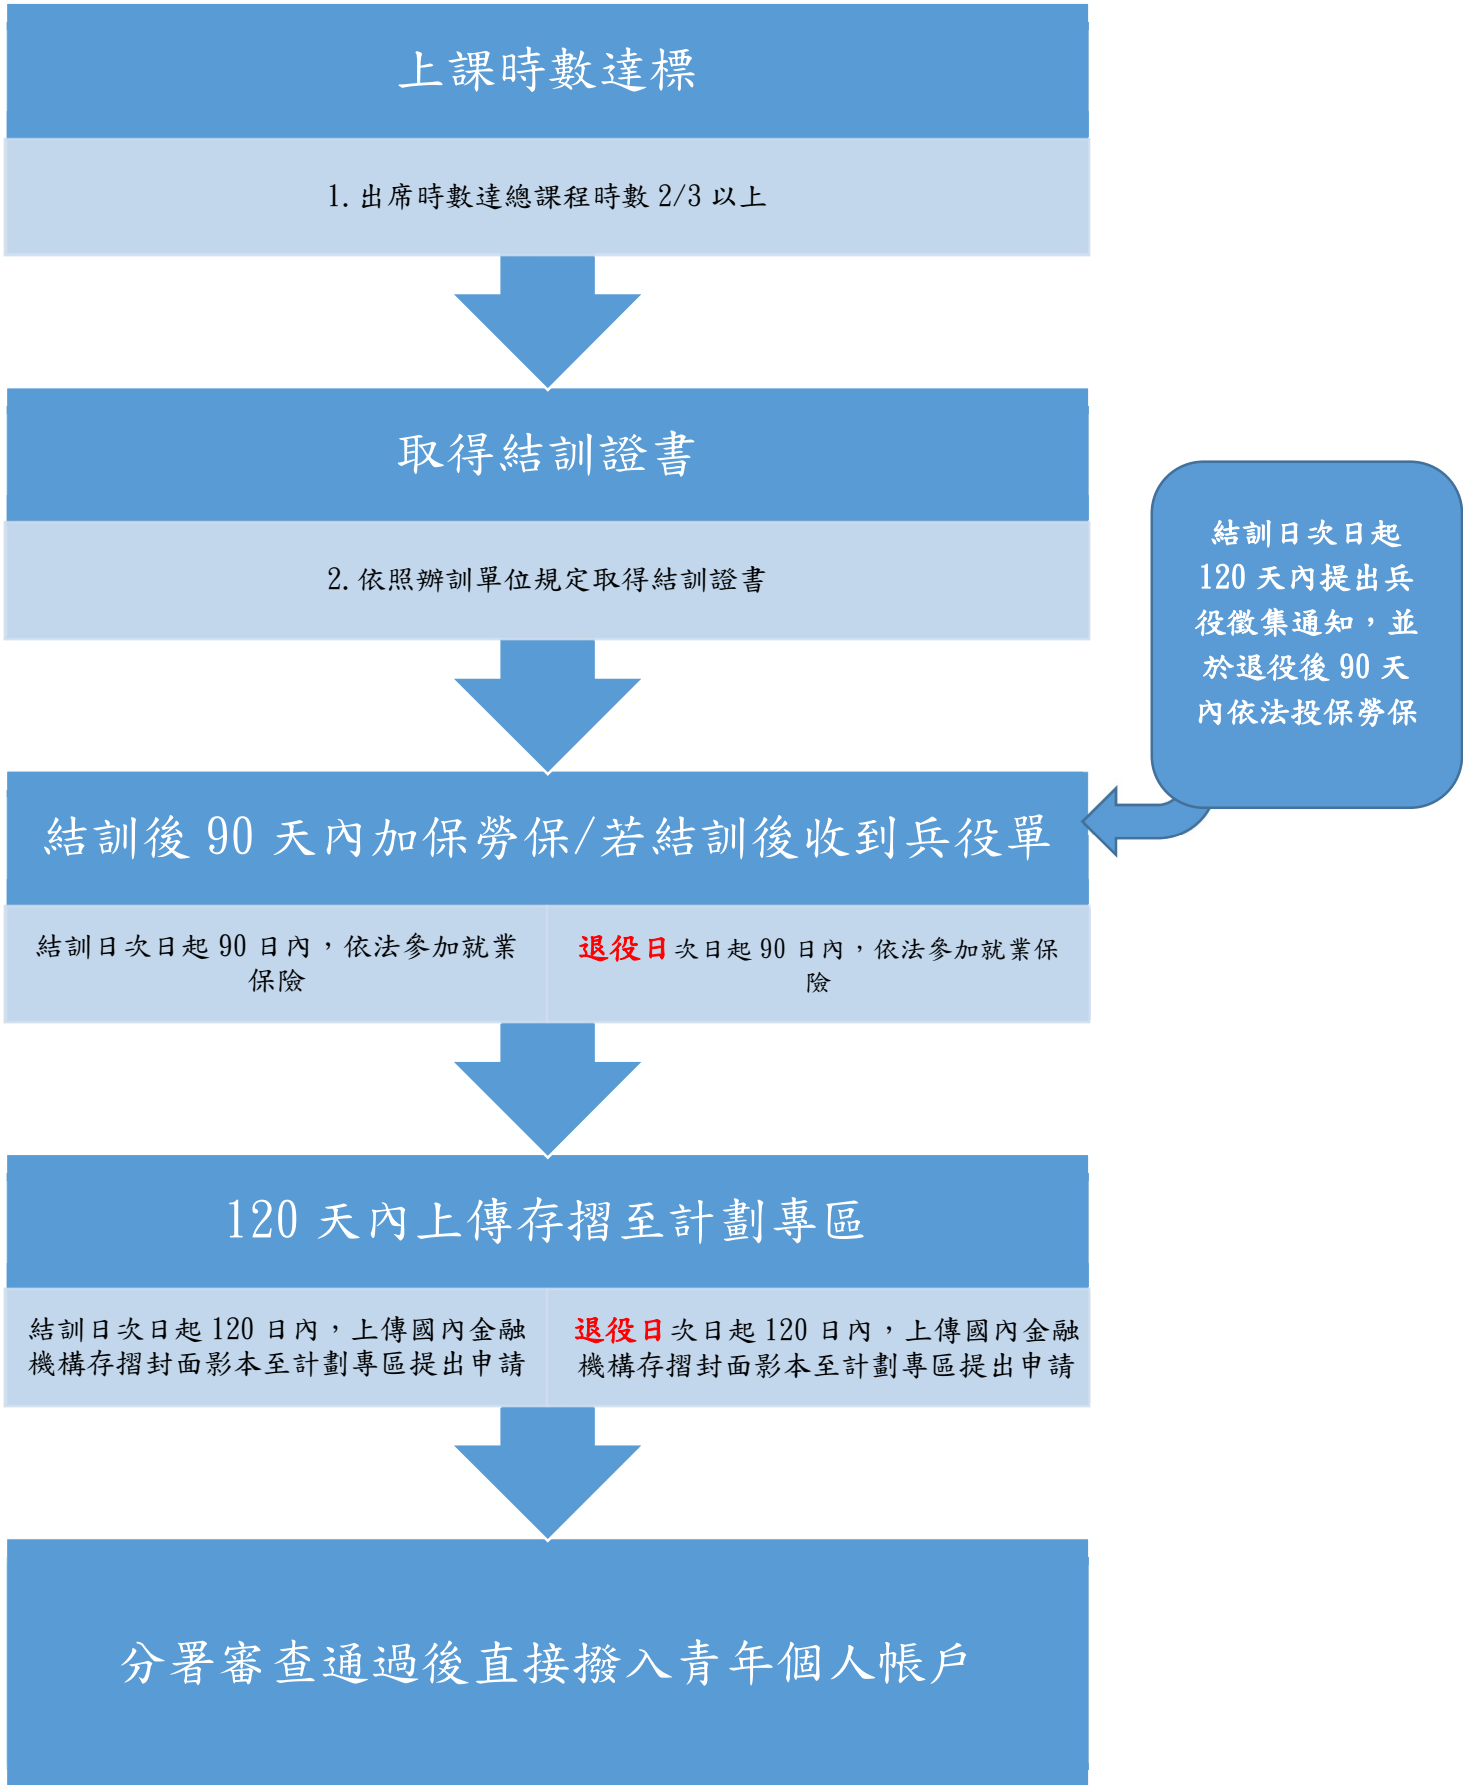 上課時數達標
1.出席時數達總課程時數 2/3 以上
取得結訓證書
2.依照辦訓單位規定取得結訓證書
結訓日次日起
120 天內提出兵
役徵集通知，並
於退役後 90 天
內依法投保勞保
結訓後 90 天內加保勞保/若結訓後收到兵役單
結訓日次日起 90 日內，依法參加就業
保險
退役日次日起 90 日內，依法參加就業保
險
120 天內上傳存摺至計劃專區
結訓日次日起 120 日內，上傳國內金融
機構存摺封面影本至計劃專區提出申請
退役日次日起 120 日內，上傳國內金融
機構存摺封面影本至計劃專區提出申請
分署審查通過後直接撥入青年個人帳戶